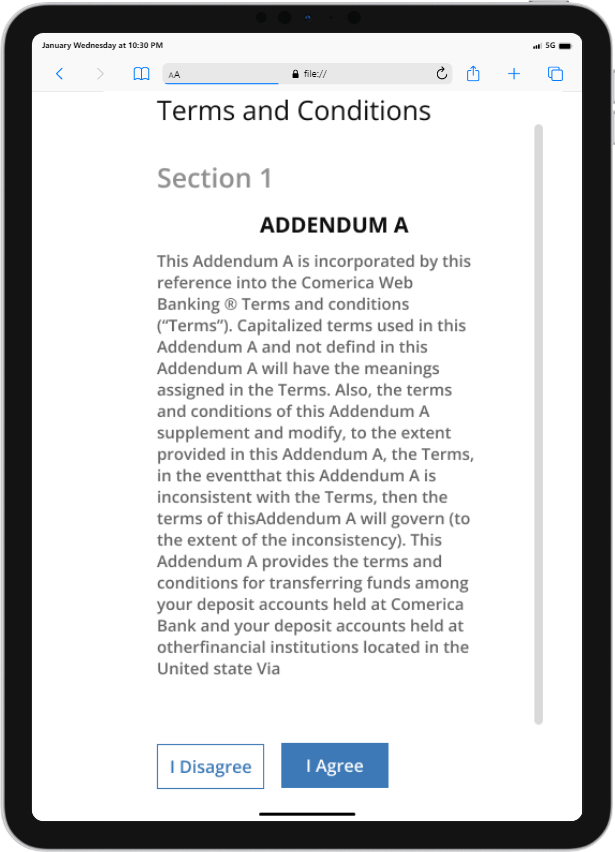 January Wednesday at 10:30 PM
5G
AA
file://
Terms and Conditions
Section 1
ADDENDUM A
This Addendum A is incorporated by this
reference into the Comerica Web
Banking ® Terms and conditions
(“Terms”). Capitalized terms used in this
Addendum A and not defind in this
Addendum A will have the meanings
assigned in the Terms. Also, the terms
and conditions of this Addendum A
supplement and modify, to the extent
provided in this Addendum A, the Terms,
in the eventthat this Addendum A is
inconsistent with the Terms, then the
terms of thisAddendum A will govern (to
the extent of the inconsistency). This
Addendum A provides the terms and
conditions for transferring funds among
your deposit accounts held at Comerica
Bank and your deposit accounts held at
otherfinancial institutions located in the
United state Via
I Disagree
I Agree